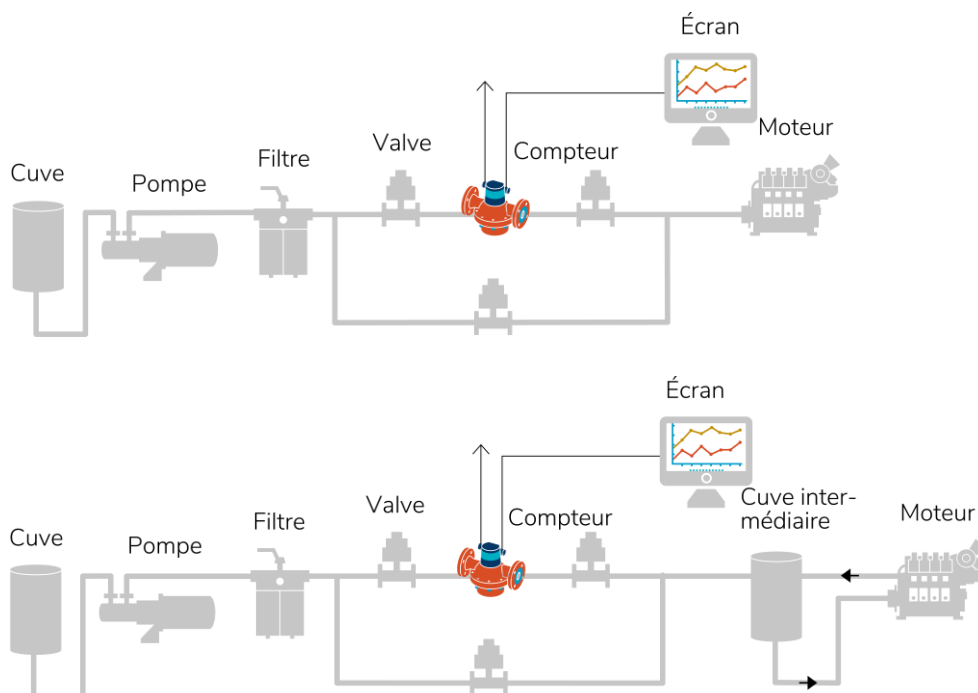 Écran
Moteur
Valve
Compteur
Filtre
Cuve
Pompe
Écran
Cuve inter-
médiaire
Moteur
Valve
Compteur
Filtre
Cuve
Pompe